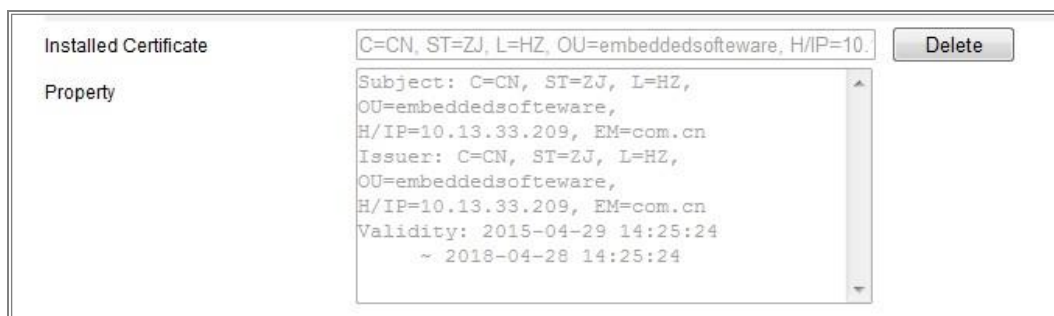 Installed Certificate C=CN, ST=ZJ, L=HZ, OU=embeddedsofteware, H/IP=10. Delete
Property
Subject: C=CN, ST=ZJ, L=HZ,
OU=embeddedsofteware,
H/IP=10.13.33.209, EM=com.cn
Issuer: C=CN, ST=ZJ, L=HZ,
OU=embeddedsofteware,
H/IP=10.13.33.209, EM=com.cn
Validity: 2015-04-29 14:25:24
~ 2018-04-28 14:25:24